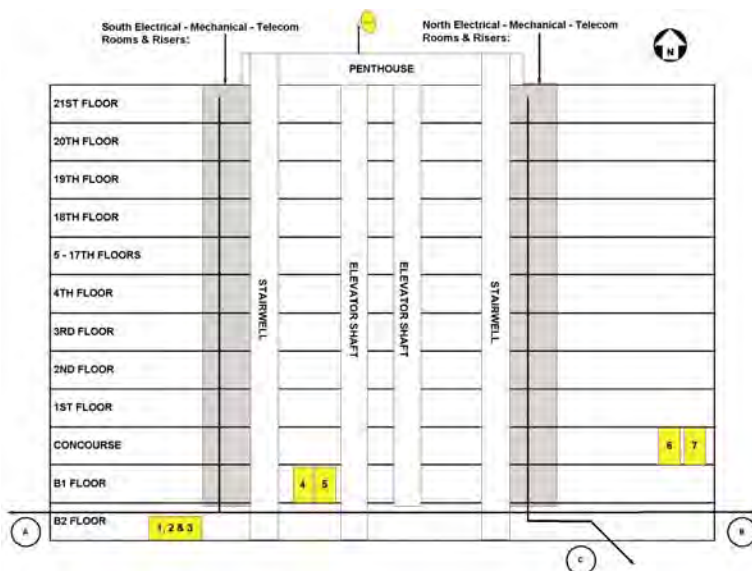 South Electrical - Mechanical - Telecom
Rooms & Risers:
North Electrical - Mechanical - Telecom
Rooms & Risers:
N
PENTHOUSE
21ST FLOOR
20TH FLOOR
19TH FLOOR
18TH FLOOR
5 - 17TH FLOORS
4TH FLOOR
3RD FLOOR
2ND FLOOR
1ST FLOOR
CONCOURSE
B1 FLOOR
B2 FLOOR
STAIRWELL
ELEVATOR SHAFT
ELEVATOR SHAFT
STAIRWELL
6
7
4
5
1, 2 & 3
A
B
C